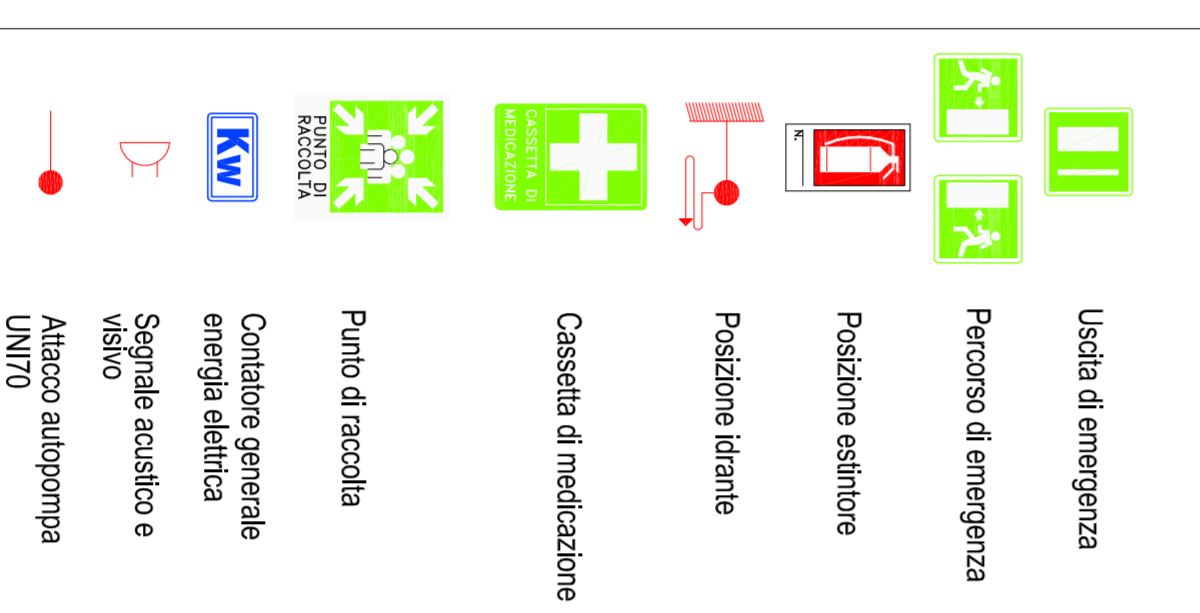 Uscita di emergenza
Percorso di emergenza
N.
Posizione estintore
Posizione idrante
CASSETTA DI
MEDICAZIONE
Cassetta di medicazione
PUNTO DI
RACCOLTA
Punto di raccolta
Kw
Contatore generale
energia elettrica
Segnale acustico e
visivo
Attacco autopompa
UNI70